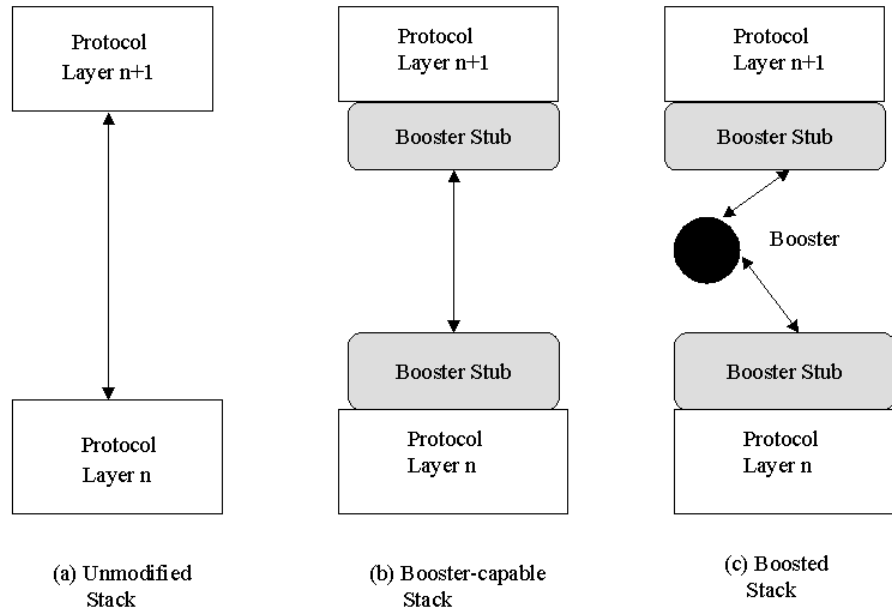 Protocol
Layer n+1
Protocol
Layer n
(a) Unmodified
Stack
Protocol
Layer n+1
Booster Stub
Booster Stub
Protocol
Layer n
(b) Booster-capable
Stack
Protocol
Layer n+1
Booster Stub
Booster
Booster Stub
Protocol
Layer n
(c) Boosted
Stack